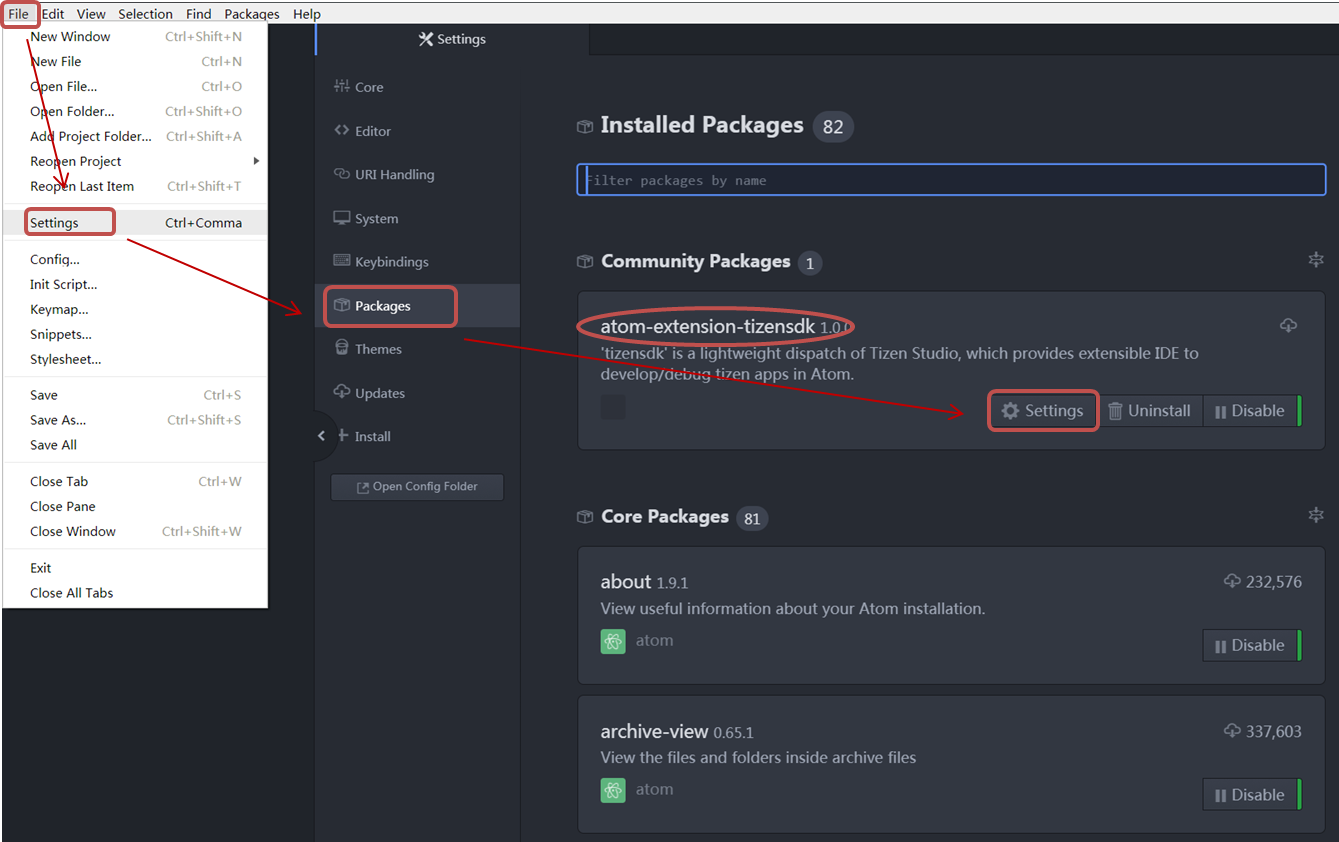 File Edit View Selection Find Packages Help
New Window Ctrl+Shift+N
New File Ctrl+N
Open File... Ctrl+O
Open Folder... Ctrl+Shift+O
Add Project Folder... Ctrl+Shift+A
Reopen Project
Reopen Last Item Ctrl+Shift+T
Settings Ctrl+Comma
Config...
Init Script...
Keymap...
Snippets...
Stylesheet...
Save Ctrl+S
Save As... Ctrl+Shift+S
Save All
Close Tab Ctrl+W
Close Pane
Close Window Ctrl+Shift+W
Exit
Close All Tabs
Settings
Core
Editor
URI Handling
System
Keybindings
Packages
Themes
Updates
Install
Open Config Folder
Installed Packages 82
Filter packages by name
Community Packages 1
atom-extension-tizensdk 1.0.0
'tizensdk' is a lightweight dispatch of Tizen Studio, which provides extensible IDE to
develop/debug tizen apps in Atom.
Settings Uninstall Disable
Core Packages 81
about 1.9.1 232,576
View useful information about your Atom installation.
atom
Disable
archive-view 0.65.1 337,603
View the files and folders inside archive files
atom
Disable